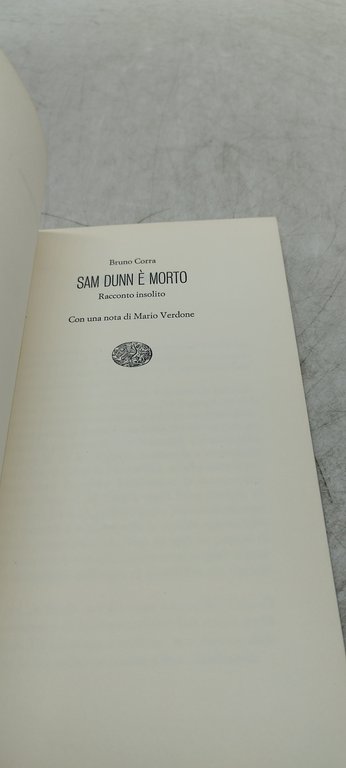 Bruno Corra
SAM DUNN È MORTO
Racconto insolito
Con una nota di Mario Verdone